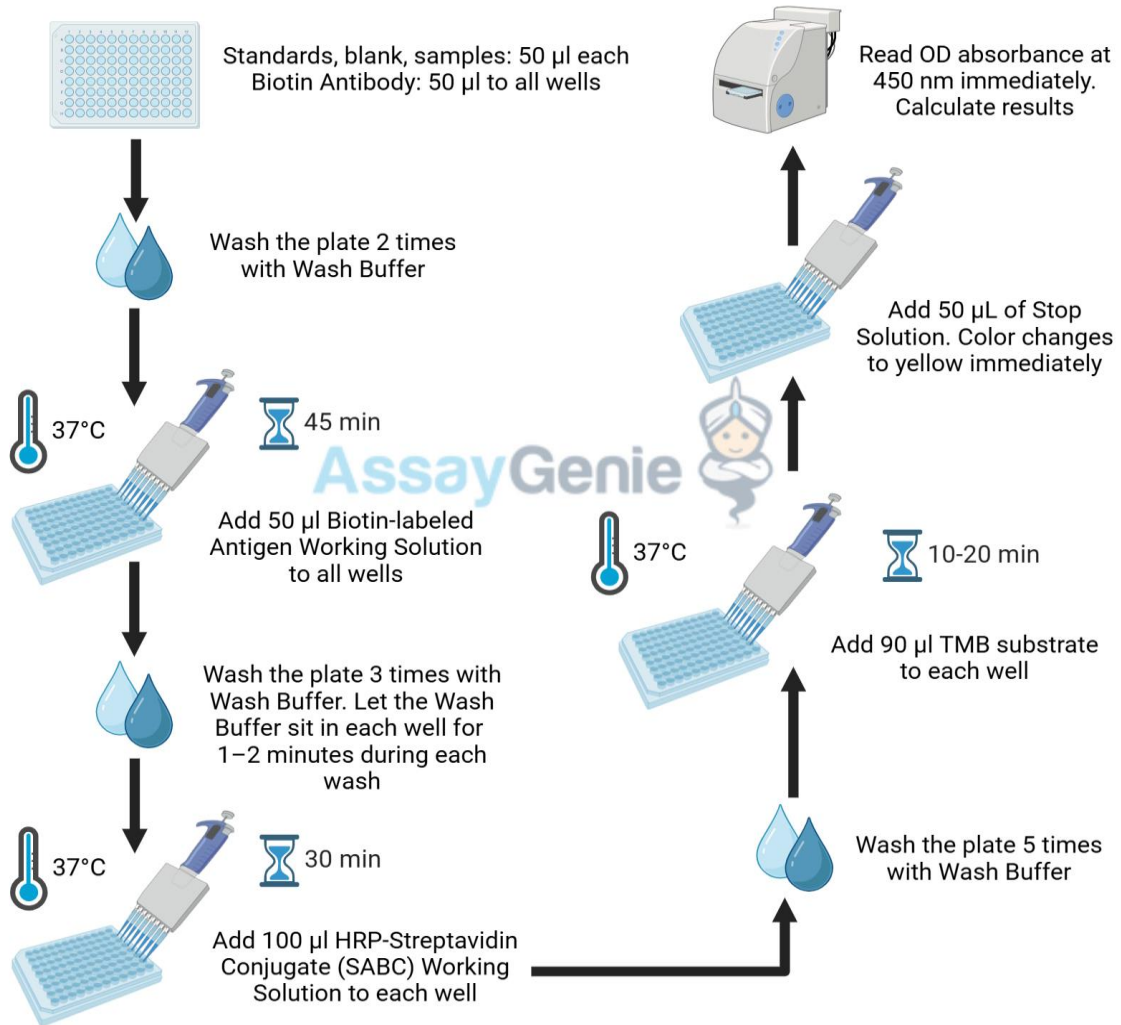 Standards, blank, samples: 50 µl each
Biotin Antibody: 50 µl to all wells
Wash the plate 2 times
with Wash Buffer
37°C
45 min
Add 50 µl Biotin-labeled
Antigen Working Solution
to all wells
Wash the plate 3 times with
Wash Buffer. Let the Wash
Buffer sit in each well for
1–2 minutes during each
wash
37°C
30 min
Add 100 µl HRP-Streptavidin
Conjugate (SABC) Working
Solution to each well
Wash the plate 5 times
with Wash Buffer
37°C
10-20 min
Add 90 µl TMB substrate
to each well
Add 50 µL of Stop
Solution. Color changes
to yellow immediately
Read OD absorbance at
450 nm immediately.
Calculate results
AssayGenie